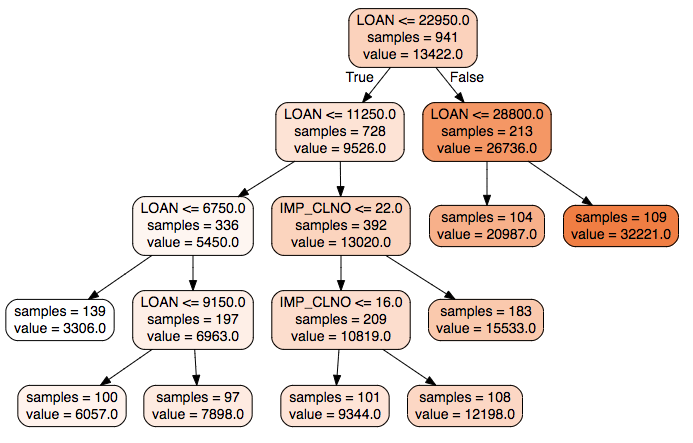 LOAN <= 22950.0
samples = 941
value = 13422.0
True
False
LOAN <= 11250.0
samples = 728
value = 9526.0
LOAN <= 28800.0
samples = 213
value = 26736.0
LOAN <= 6750.0
samples = 336
value = 5450.0
IMP_CLNO <= 22.0
samples = 392
value = 13020.0
samples = 104
value = 20987.0
samples = 109
value = 32221.0
samples = 139
value = 3306.0
LOAN <= 9150.0
samples = 197
value = 6963.0
IMP_CLNO <= 16.0
samples = 209
value = 10819.0
samples = 183
value = 15533.0
samples = 100
value = 6057.0
samples = 97
value = 7898.0
samples = 101
value = 9344.0
samples = 108
value = 12198.0